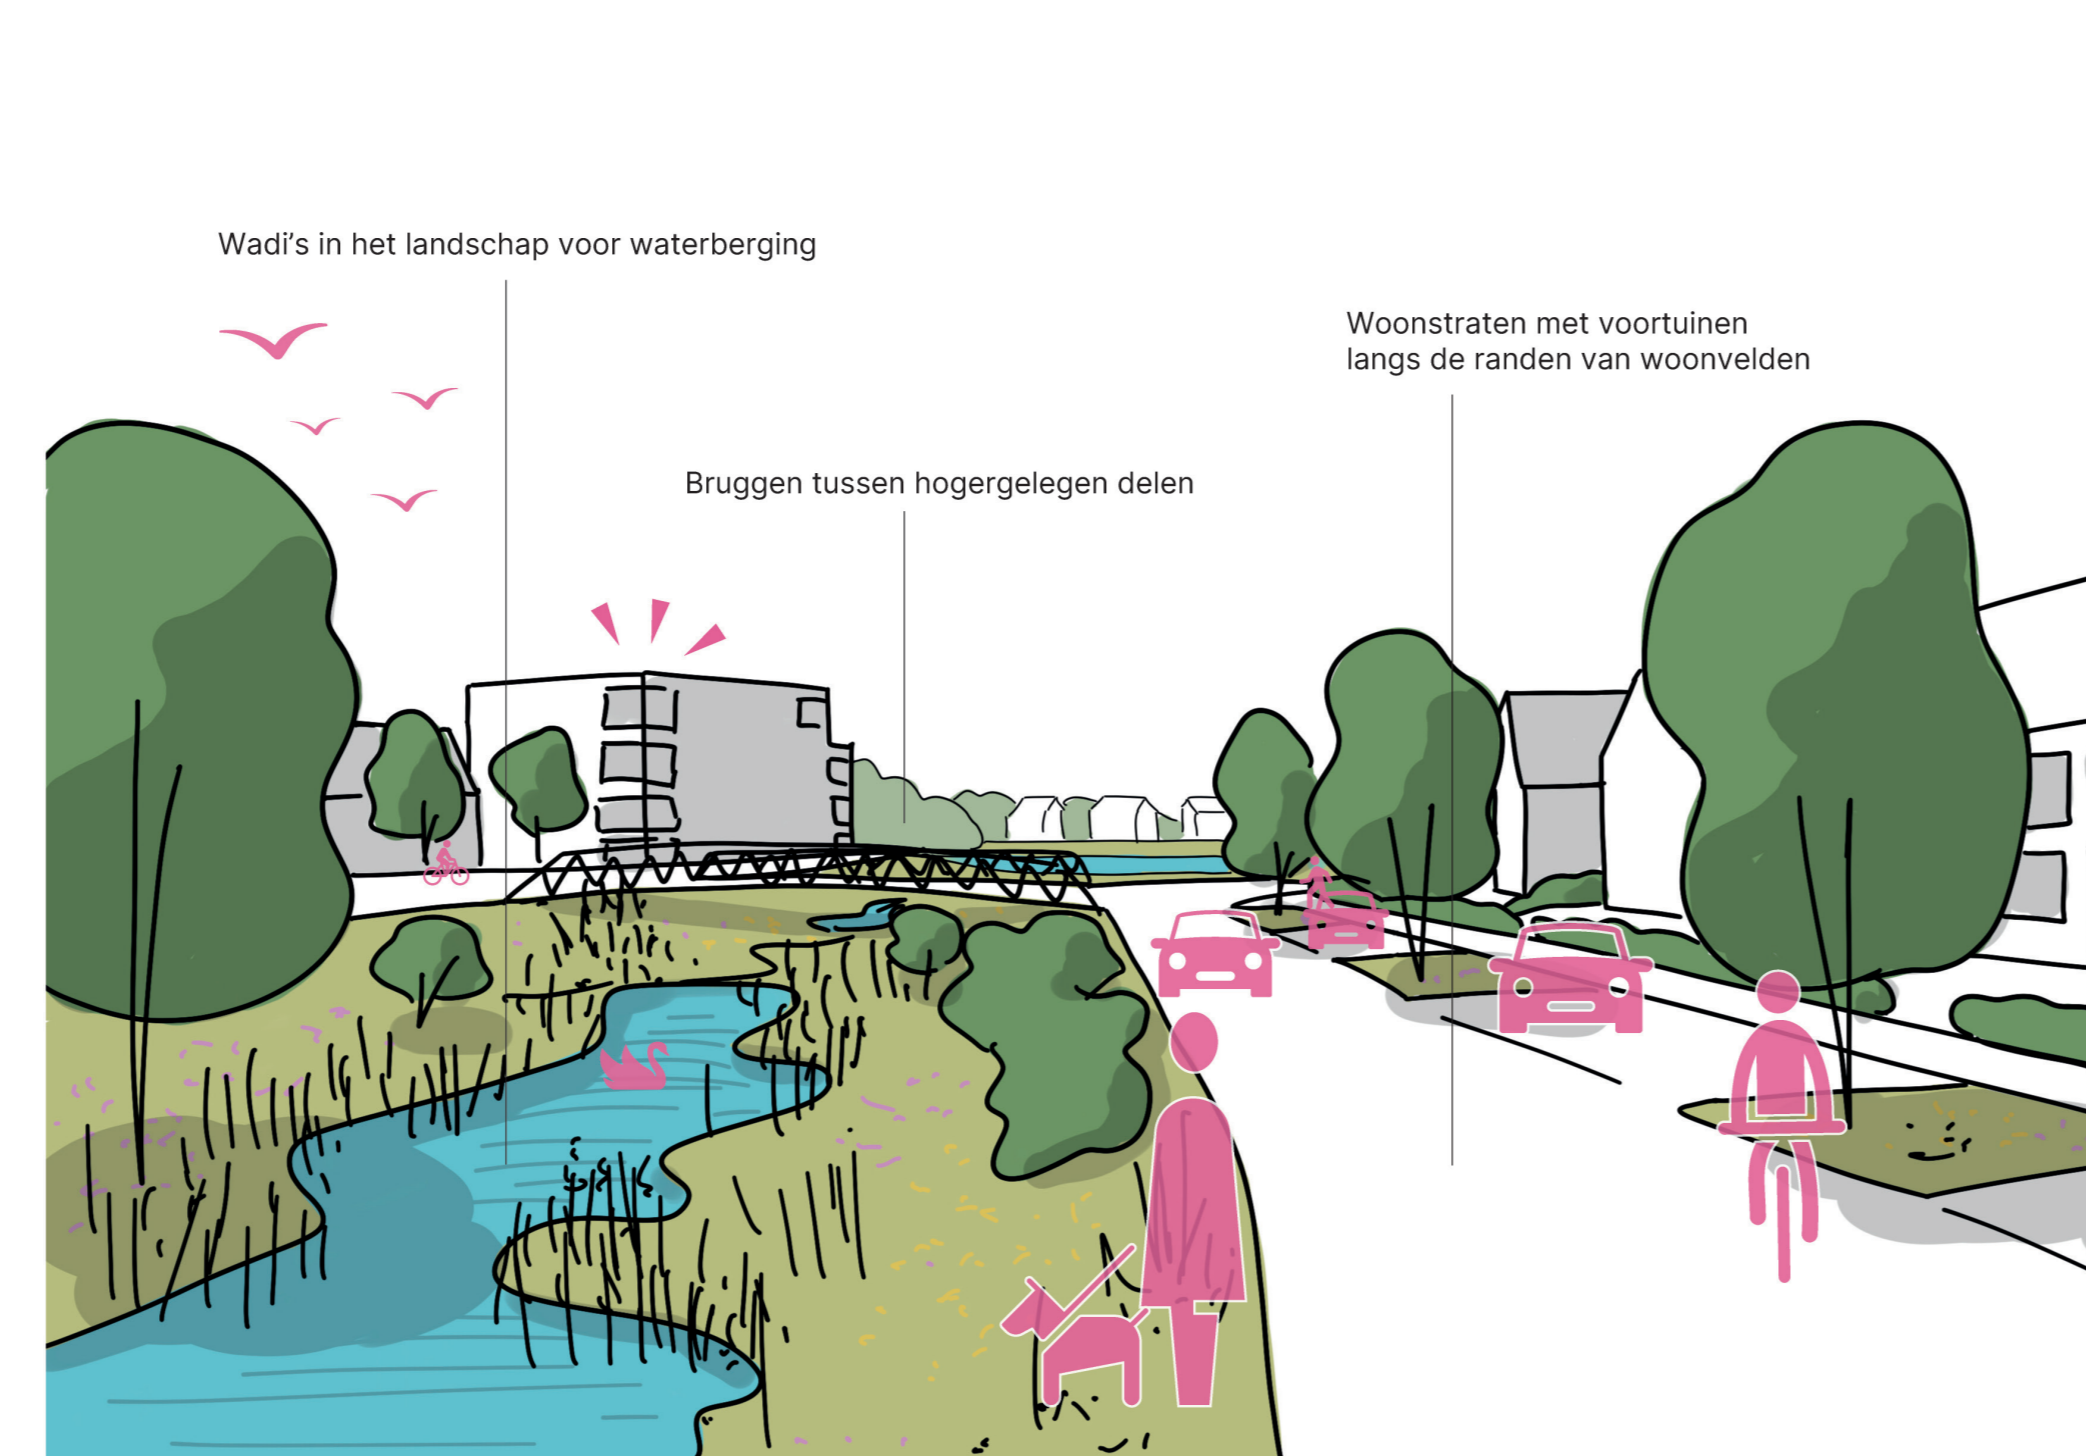 Wadi’s in het landschap voor waterberging
Woonstraten met voortuinen
langs de randen van woonvelden
Bruggen tussen hogergelegen delen